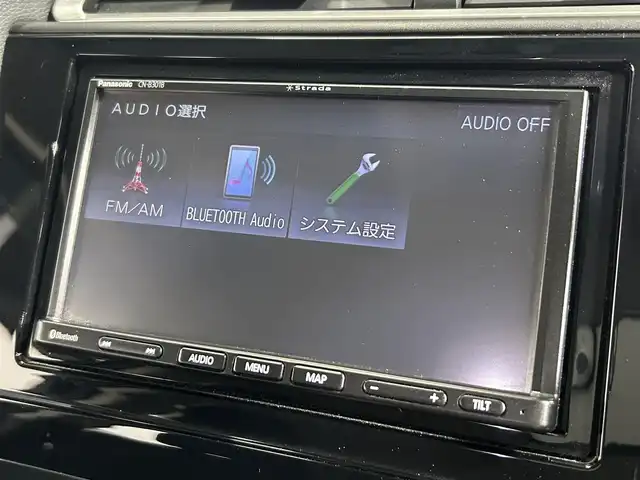 Panasonic CN-B301B
Strada
AUDIO選択
AUDIO OFF
FM/AM
BLUETOOTH Audio
システム設定
Bluetooth
AUDIO
MENU
MAP
− +
TILT